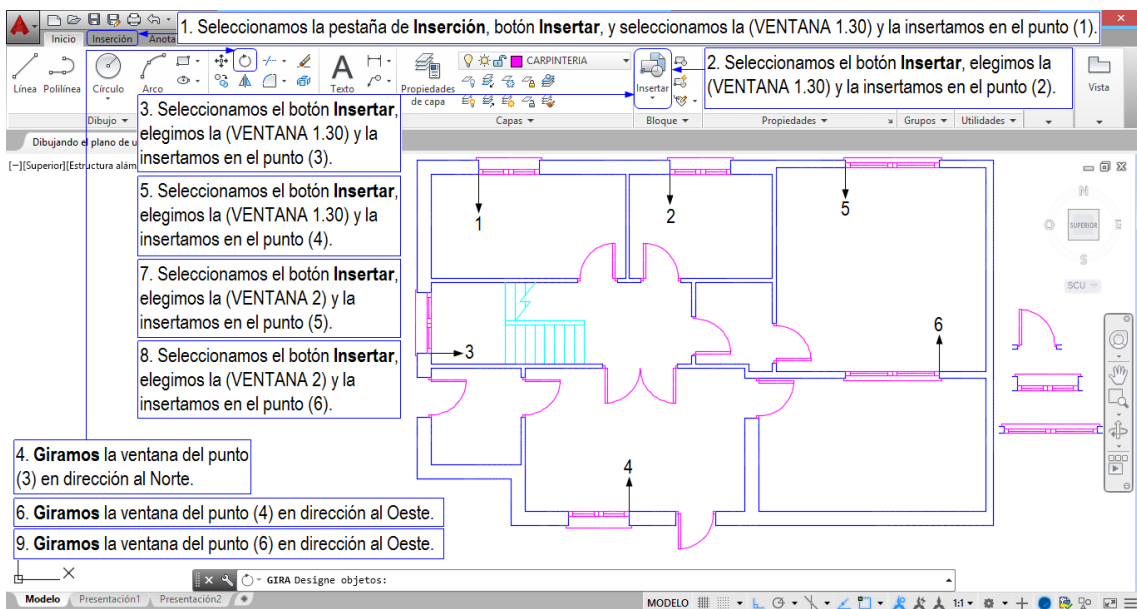 1. Seleccionamos la pestaña de Inserción, botón Insertar, y seleccionamos la (VENTANA 1.30) y la insertamos en el punto (1).
Inicio Inserción Anota
2. Seleccionamos el botón Insertar, elegimos la
(VENTANA 1.30) y la insertamos en el punto (2).
CARPINTERIA
Línea Polilínea Círculo Arco Texto Propiedades
de capa
Insertar
Vista
Dibujo Capas Bloque Propiedades Grupos Utilidades
3. Seleccionamos el botón Insertar,
elegimos la (VENTANA 1.30) y la
insertamos en el punto (3).
Dibujando el plano de u
[−][Superior][Estructura alám
5. Seleccionamos el botón Insertar,
elegimos la (VENTANA 1.30) y la
insertamos en el punto (4).
7. Seleccionamos el botón Insertar,
elegimos la (VENTANA 2) y la
insertamos en el punto (5).
8. Seleccionamos el botón Insertar,
elegimos la (VENTANA 2) y la
insertamos en el punto (6).
1
2
5
3
6
4
N
O SUPERIOR E
S
SCU
4. Giramos la ventana del punto
(3) en dirección al Norte.
6. Giramos la ventana del punto (4) en dirección al Oeste.
9. Giramos la ventana del punto (6) en dirección al Oeste.
X
GIRA Designe objetos:
Modelo Presentación1 Presentación2 +
MODELO 1:1